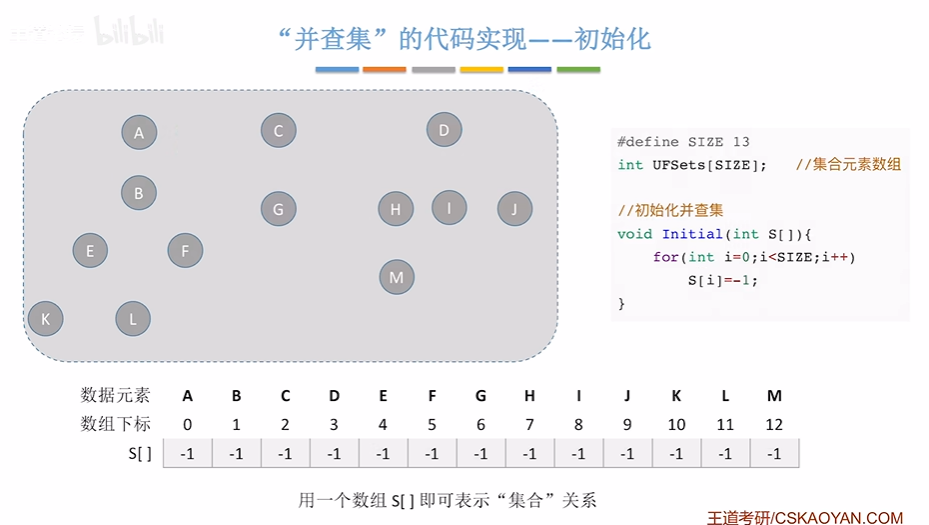 bilibili
“并查集”的代码实现——初始化
A
C
D
B
G
H
I
J
E
F
M
K
L
#define SIZE 13
int UFSets[SIZE]; //集合元素数组
//初始化并查集
void Initial(int S[]){
for(int i=0;i<SIZE;i++)
S[i]=-1;
}
数据元素 A B C D E F G H I J K L M
数组下标 0 1 2 3 4 5 6 7 8 9 10 11 12
S[ ] -1 -1 -1 -1 -1 -1 -1 -1 -1 -1 -1 -1 -1
用一个数组 S[ ] 即可表示“集合”关系
王道考研/CSKAOYAN.COM